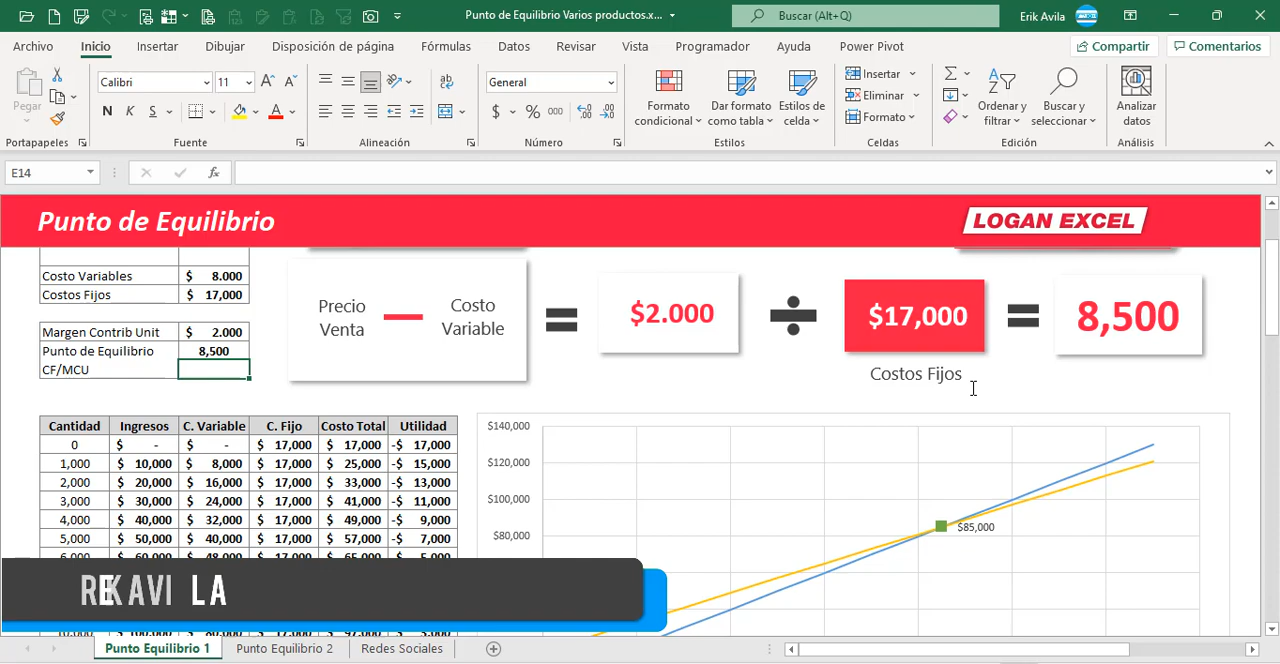 Punto de Equilibrio Varios productos.x...
Buscar (Alt+Q)
Erik Avila
Archivo Inicio Insertar Dibujar Disposición de página Fórmulas Datos Revisar Vista Programador Ayuda Power Pivot Compartir Comentarios
Pegar
Calibri 11
N K S
General
$ % 000
Formato condicional
Dar formato como tabla
Estilos de celda
Insertar
Eliminar
Formato
Ordenar y filtrar
Buscar y seleccionar
Analizar datos
Portapapeles Fuente Alineación Número Estilos Celdas Edición Análisis
E14
fx
Punto de Equilibrio
LOGAN EXCEL
Costo Variables $ 8.000
Costos Fijos $ 17,000
Margen Contrib Unit $ 2.000
Punto de Equilibrio 8,500
CF/MCU
Precio Venta
Costo Variable
= $2.000 ÷ $17,000 = 8,500
Costos Fijos
Cantidad Ingresos C. Variable C. Fijo Costo Total Utilidad
0 $ - $ - $ 17,000 $ 17,000 -$ 17,000
1,000 $ 10,000 $ 8,000 $ 17,000 $ 25,000 -$ 15,000
2,000 $ 20,000 $ 16,000 $ 17,000 $ 33,000 -$ 13,000
3,000 $ 30,000 $ 24,000 $ 17,000 $ 41,000 -$ 11,000
4,000 $ 40,000 $ 32,000 $ 17,000 $ 49,000 -$ 9,000
5,000 $ 50,000 $ 40,000 $ 17,000 $ 57,000 -$ 7,000
$140,000
$120,000
$100,000
$80,000
$85,000
Punto Equilibrio 1 Punto Equilibrio 2 Redes Sociales